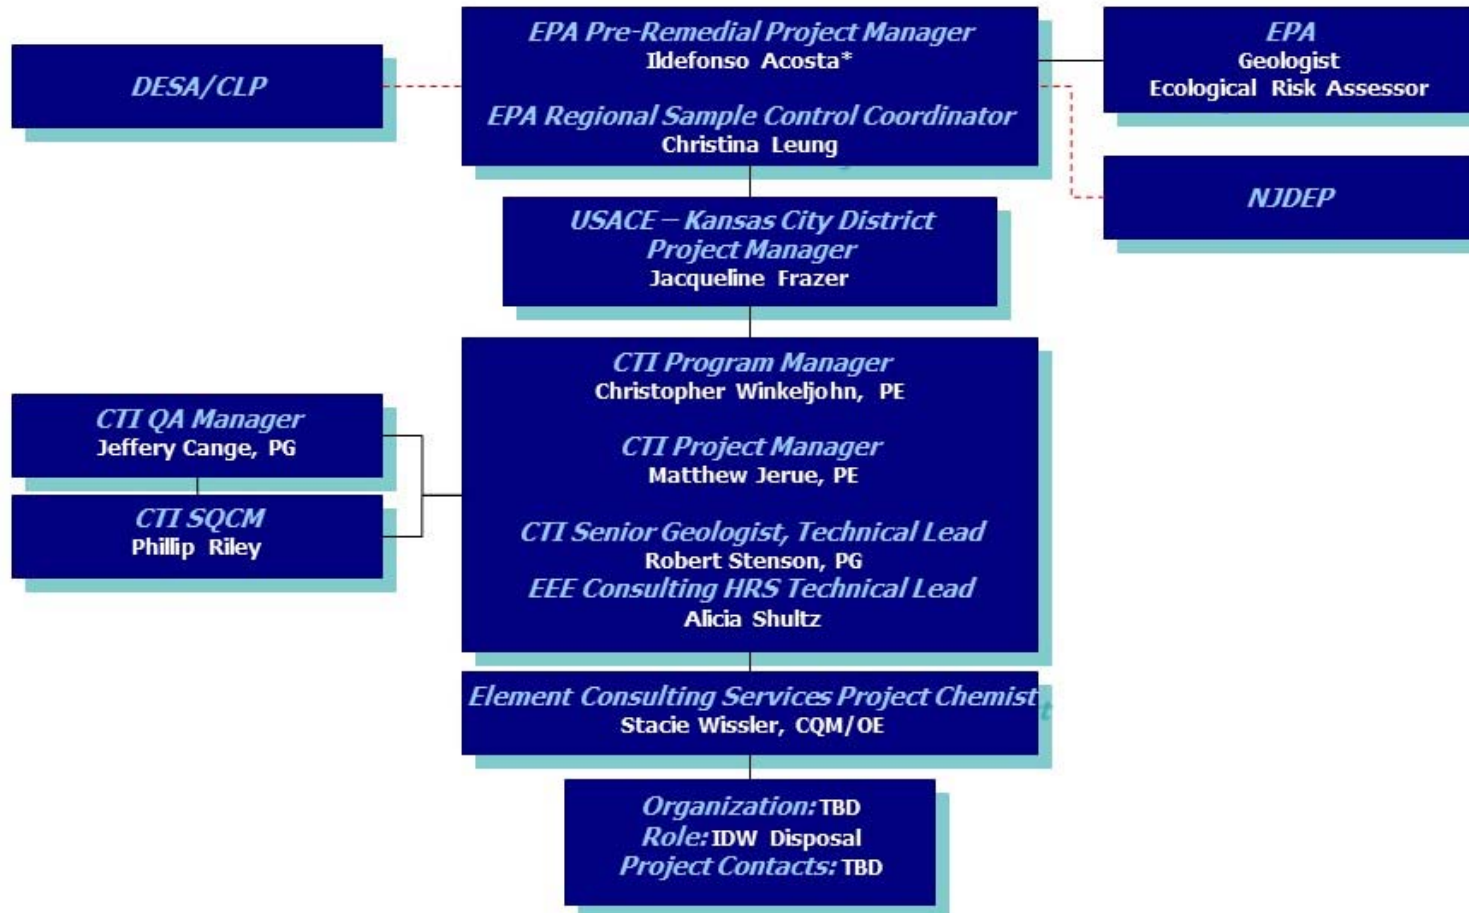 DESA/CLP
EPA Pre-Remedial Project Manager
Ildefonso Acosta*
EPA Regional Sample Control Coordinator
Christina Leung
EPA
Geologist
Ecological Risk Assessor
NJDEP
USACE – Kansas City District
Project Manager
Jacqueline Frazer
CTI QA Manager
Jeffery Cange, PG
CTI SQCM
Phillip Riley
CTI Program Manager
Christopher Winkeljohn, PE
CTI Project Manager
Matthew Jerue, PE
CTI Senior Geologist, Technical Lead
Robert Stenson, PG
EEE Consulting HRS Technical Lead
Alicia Shultz
Element Consulting Services Project Chemist
Stacie Wissler, CQM/OE
Organization: TBD
Role: IDW Disposal
Project Contacts: TBD